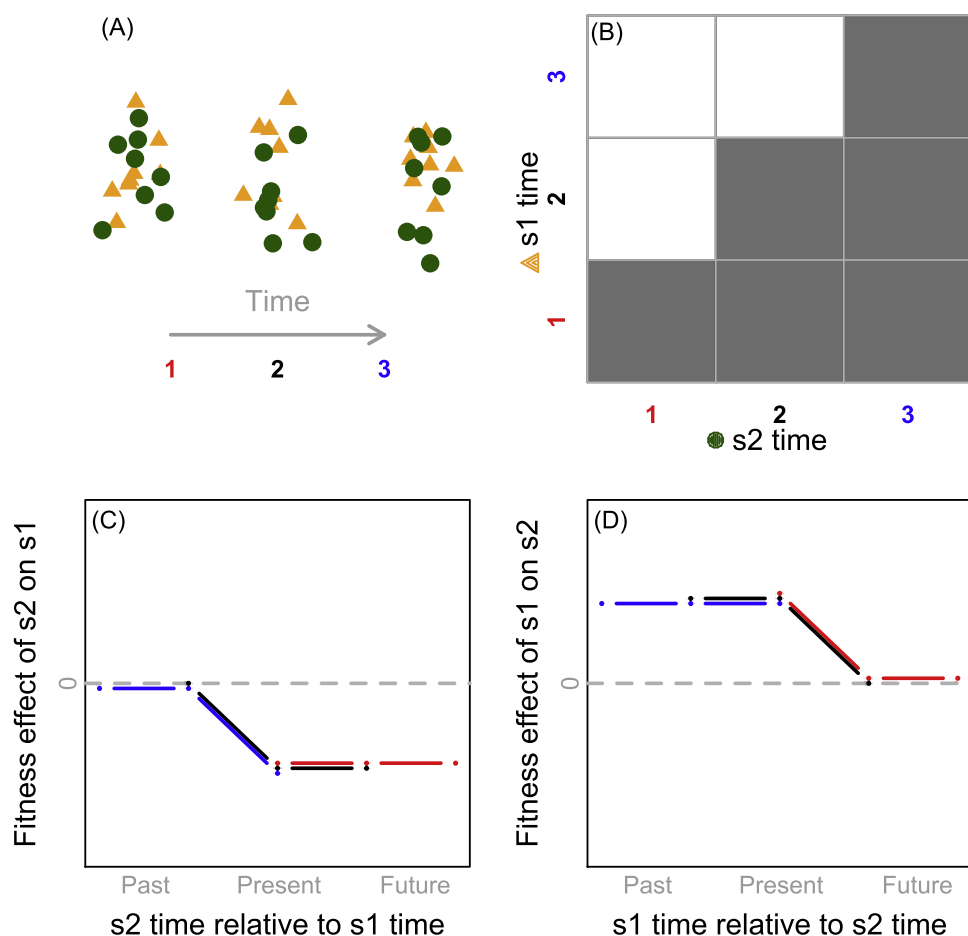 (A)
Time
1 2 3
(B)
s1 time
3
2
1
1 2 3
s2 time
(C)
Fitness effect of s2 on s1
0
Past Present Future
s2 time relative to s1 time
(D)
Fitness effect of s1 on s2
0
Past Present Future
s1 time relative to s2 time